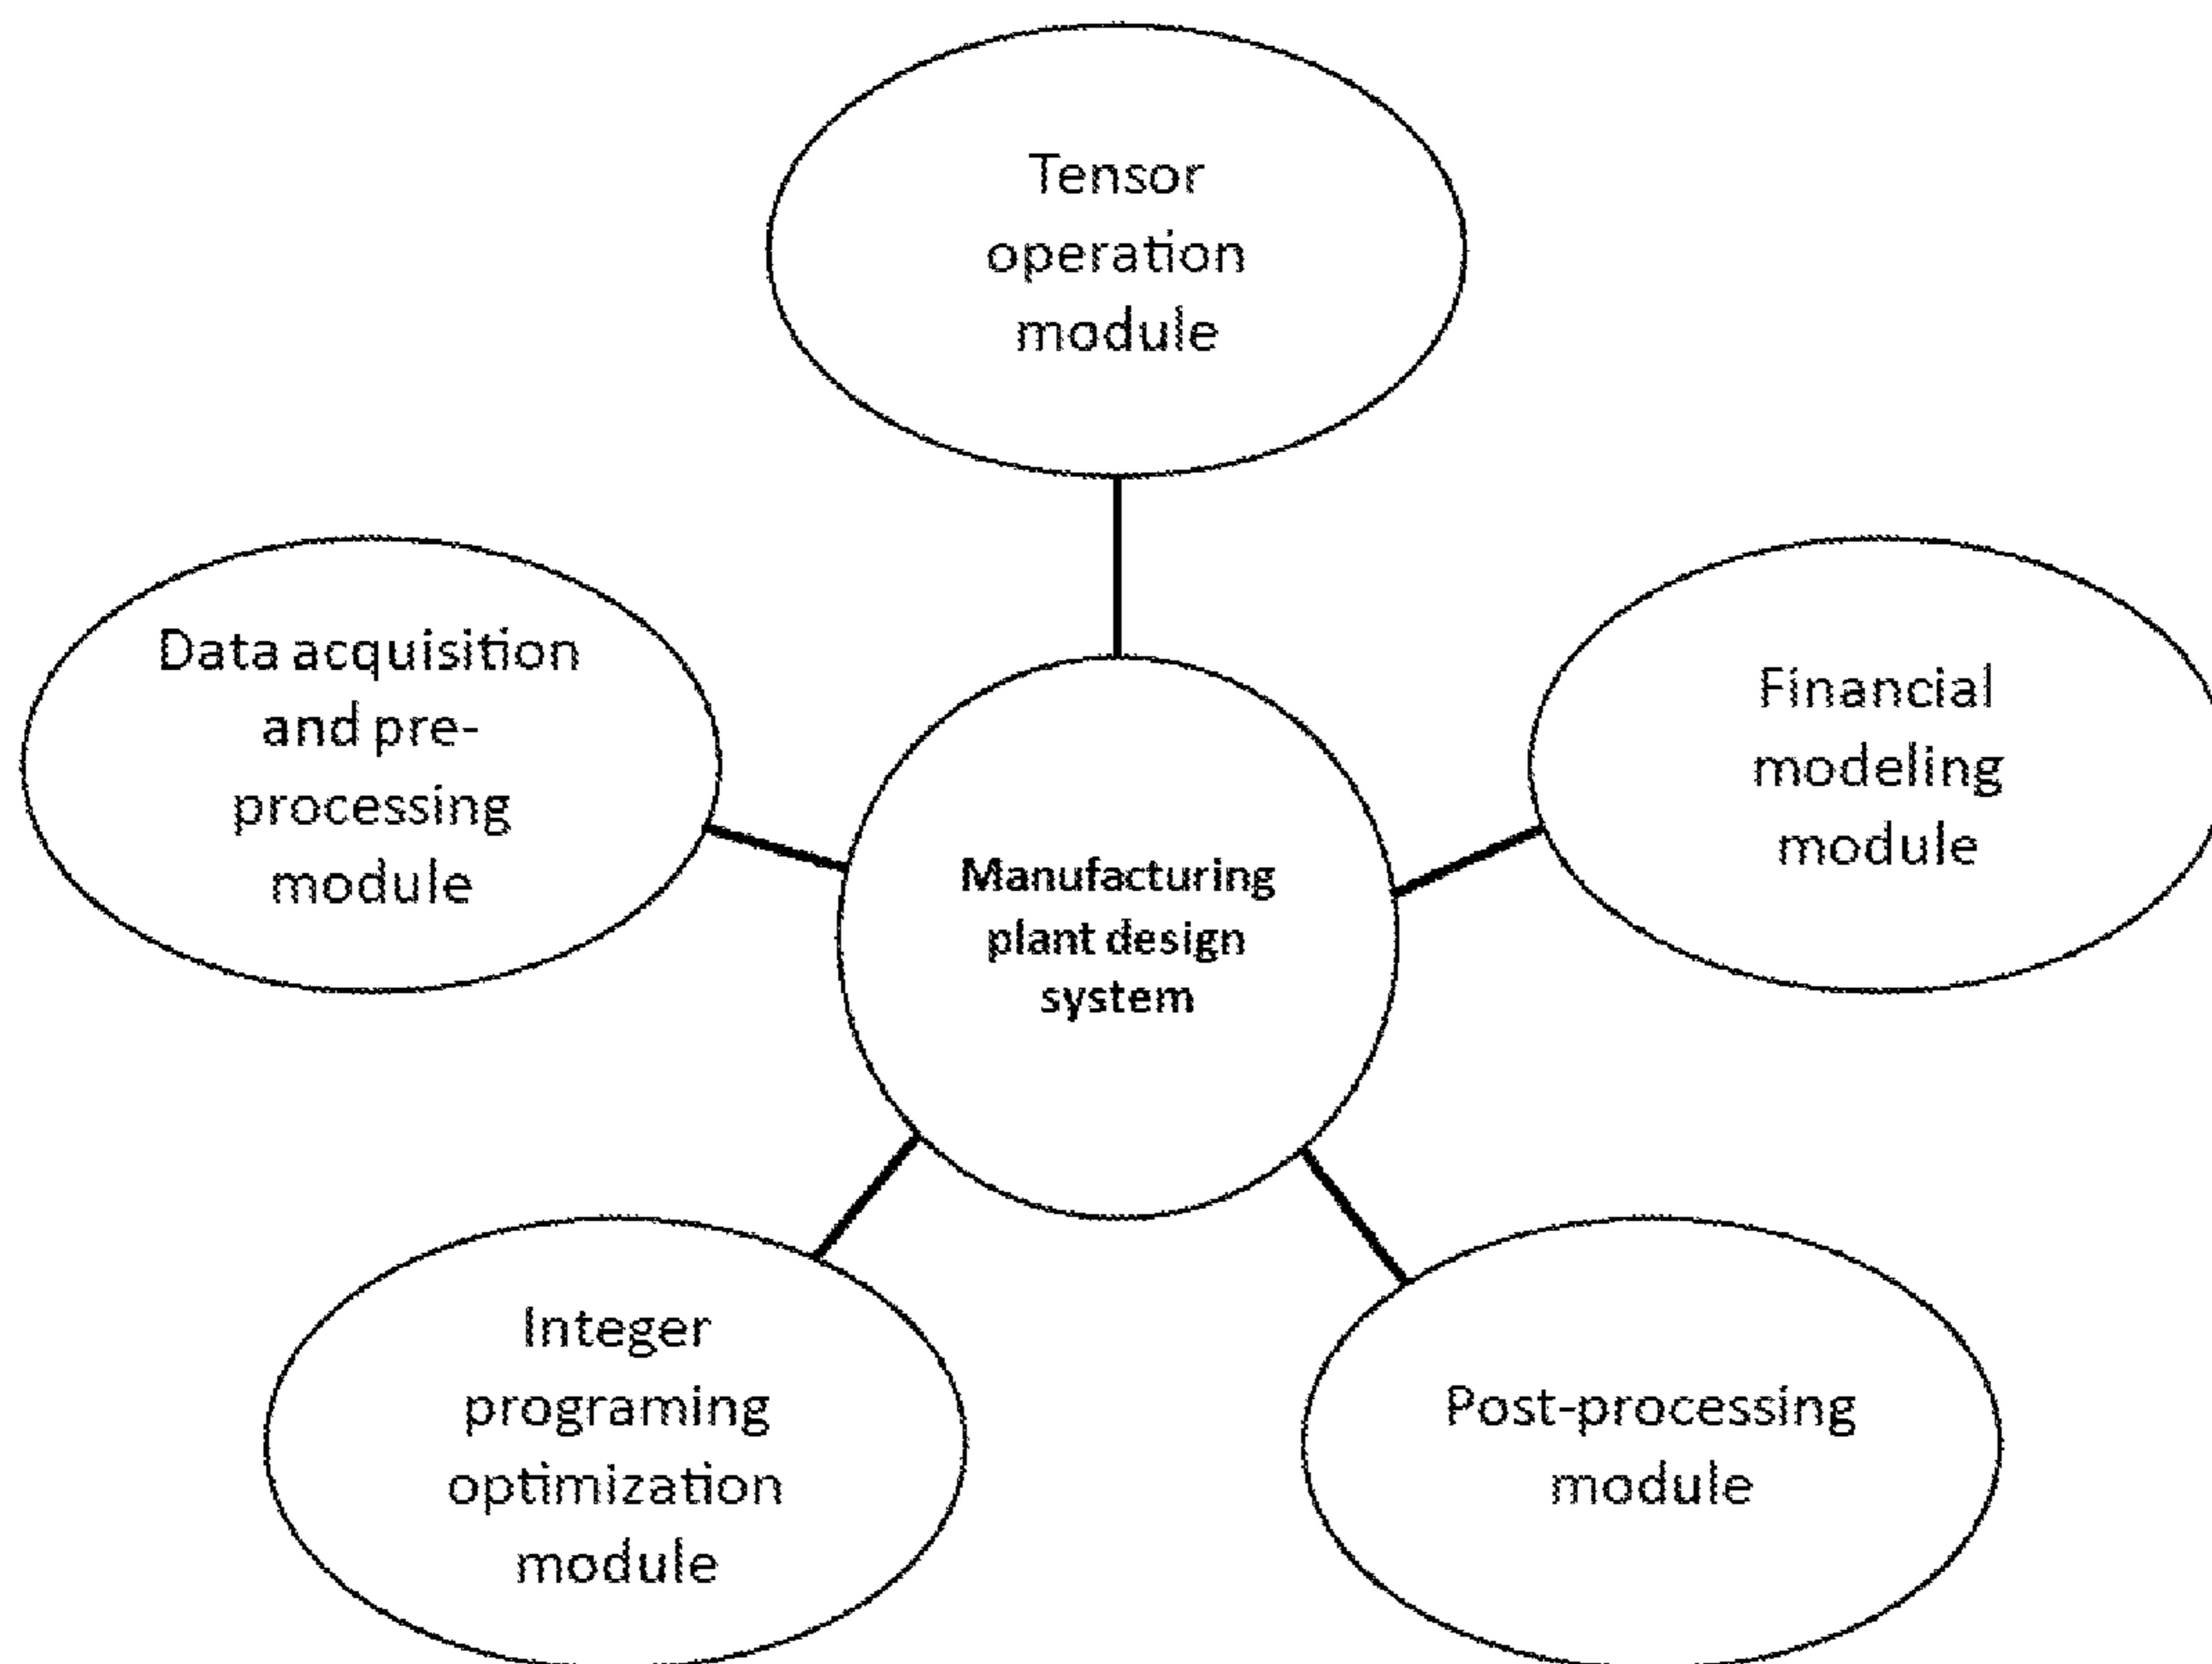 Tensor
operation
module
Data acquisition
and pre-
processing
module
Financial
modeling
module
Manufacturing
plant design
system
Integer
programing
optimization
module
Post-processing
module